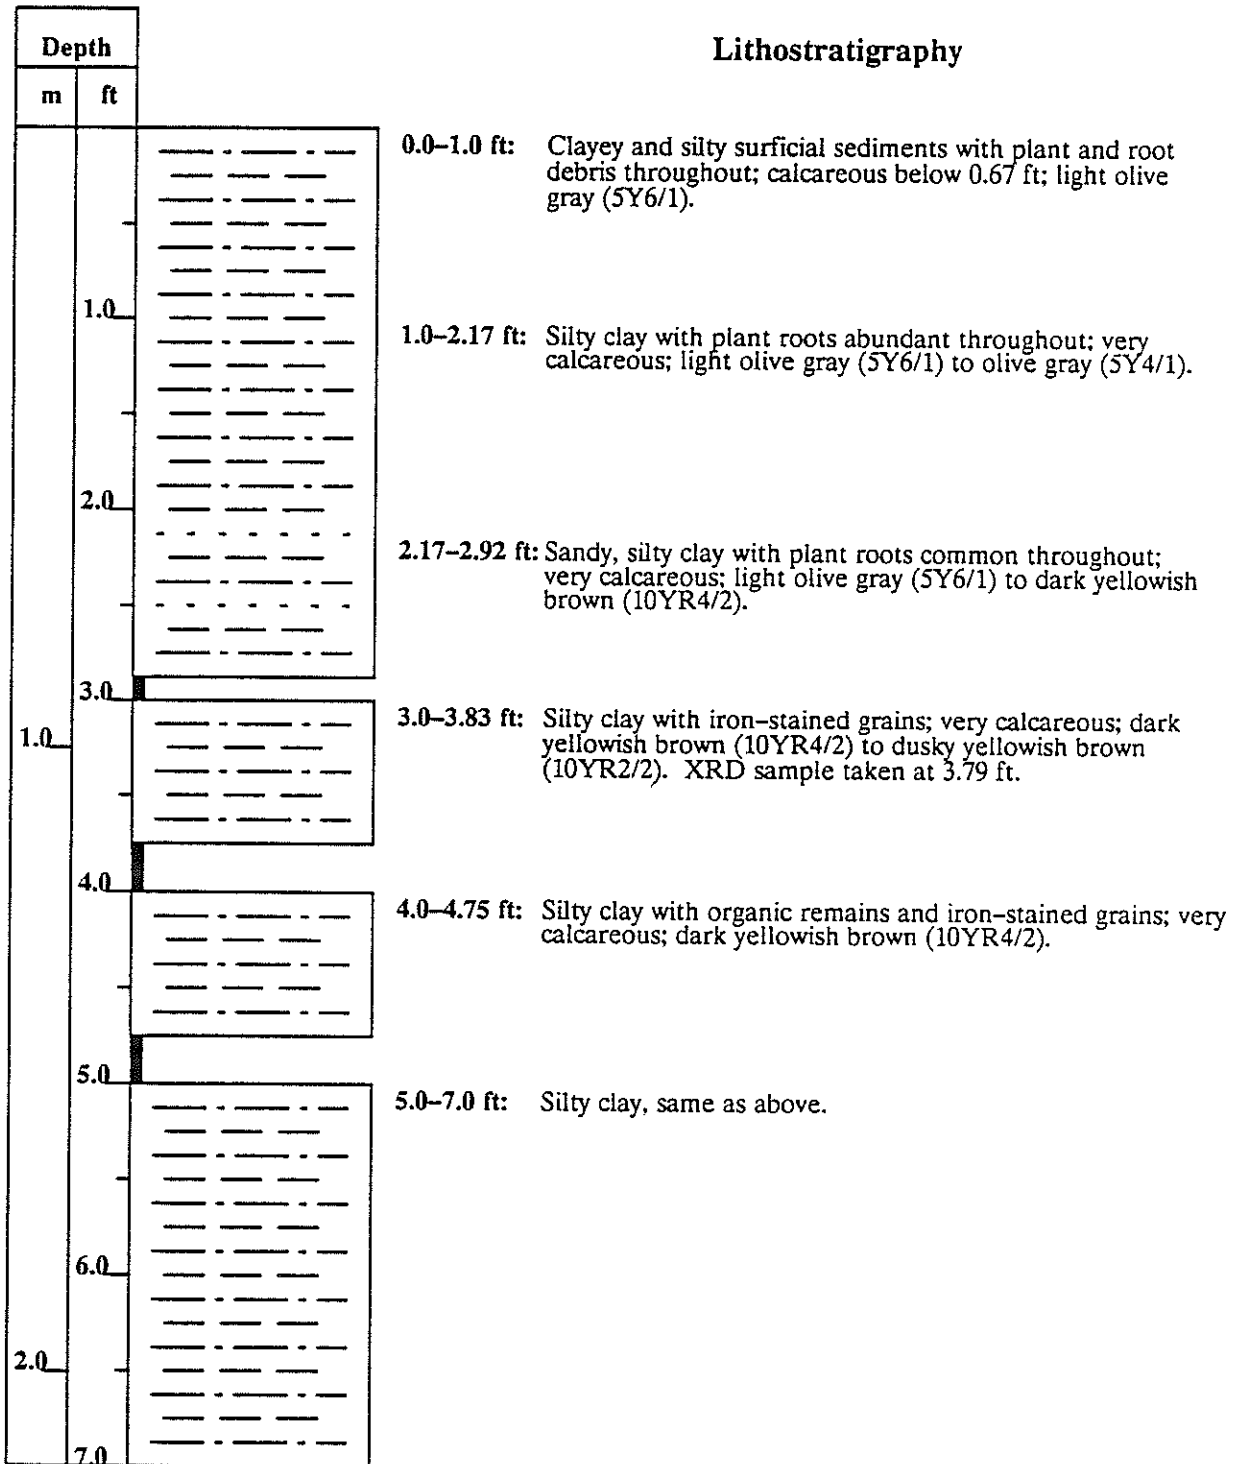 Depth
Lithostratigraphy
m ft
0.0–1.0 ft: Clayey and silty surficial sediments with plant and root
debris throughout; calcareous below 0.67 ft; light olive
gray (5Y6/1).
1.0
1.0–2.17 ft: Silty clay with plant roots abundant throughout; very
calcareous; light olive gray (5Y6/1) to olive gray (5Y4/1).
2.0
2.17–2.92 ft: Sandy, silty clay with plant roots common throughout;
very calcareous; light olive gray (5Y6/1) to dark yellowish
brown (10YR4/2).
3.0
3.0–3.83 ft: Silty clay with iron–stained grains; very calcareous; dark
1.0
yellowish brown (10YR4/2) to dusky yellowish brown
(10YR2/2). XRD sample taken at 3.79 ft.
4.0
4.0–4.75 ft: Silty clay with organic remains and iron–stained grains; very
calcareous; dark yellowish brown (10YR4/2).
5.0
5.0–7.0 ft: Silty clay, same as above.
6.0
2.0
7.0